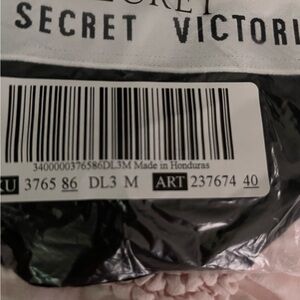 SECRET VICTORI
3400000376586DL3M Made in Honduras
KU 3765 86 DL3 M ART 237674 40